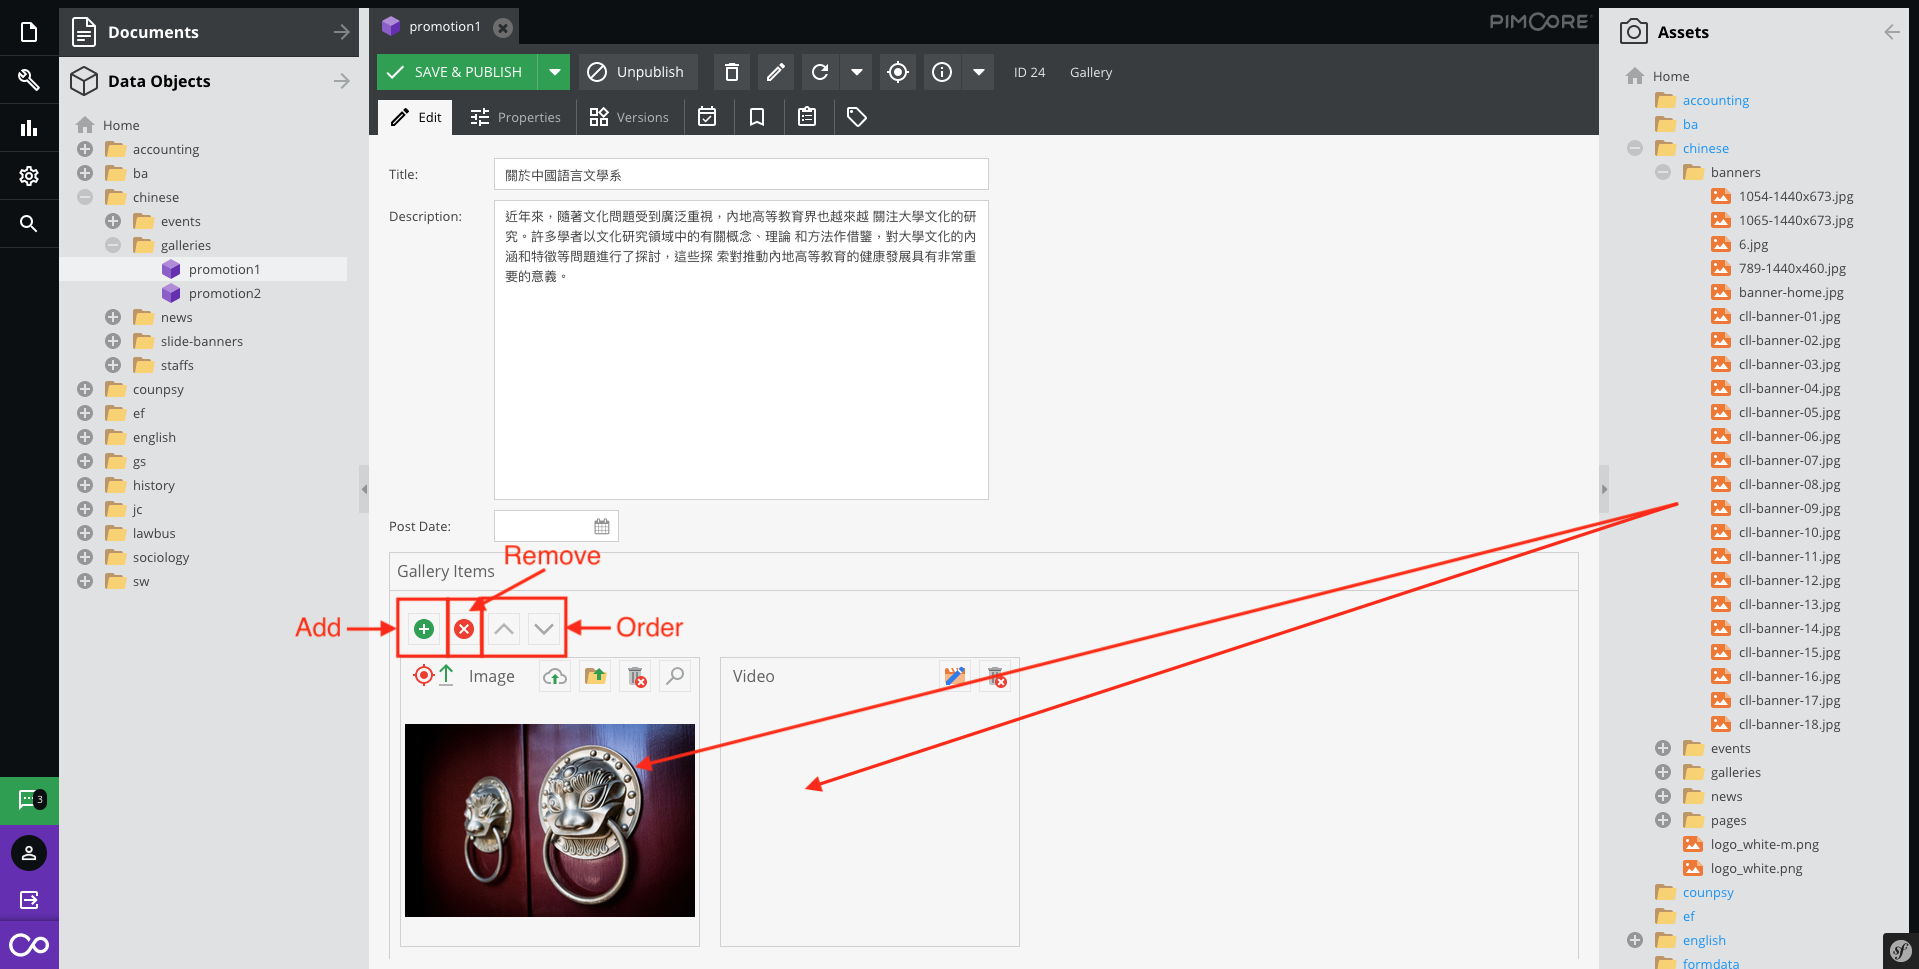 Documents
Data Objects
Home
accounting
ba
chinese
events
galleries
promotion1
promotion2
news
slide-banners
staffs
counpsy
ef
english
gs
history
jc
lawbus
sociology
sw
3
promotion1
PIMCORE
SAVE & PUBLISH
Unpublish
ID 24
Gallery
Edit
Properties
Versions
Title:
關於中國語言文學系
Description:
近年來，隨著文化問題受到廣泛重視，內地高等教育界也越來越 關注大學文化的研
究。許多學者以文化研究領域中的有關概念、理論 和方法作借鑒，對大學文化的內
涵和特徵等問題進行了探討，這些探 索對推動內地高等教育的健康發展具有非常重
要的意義。
Post Date:
Remove
Gallery Items
Add
Order
Image
Video
Assets
Home
accounting
ba
chinese
banners
1054-1440x673.jpg
1065-1440x673.jpg
6.jpg
789-1440x460.jpg
banner-home.jpg
cll-banner-01.jpg
cll-banner-02.jpg
cll-banner-03.jpg
cll-banner-04.jpg
cll-banner-05.jpg
cll-banner-06.jpg
cll-banner-07.jpg
cll-banner-08.jpg
cll-banner-09.jpg
cll-banner-10.jpg
cll-banner-11.jpg
cll-banner-12.jpg
cll-banner-13.jpg
cll-banner-14.jpg
cll-banner-15.jpg
cll-banner-16.jpg
cll-banner-17.jpg
cll-banner-18.jpg
events
galleries
news
pages
logo_white-m.png
logo_white.png
counpsy
ef
english
formdata
sf